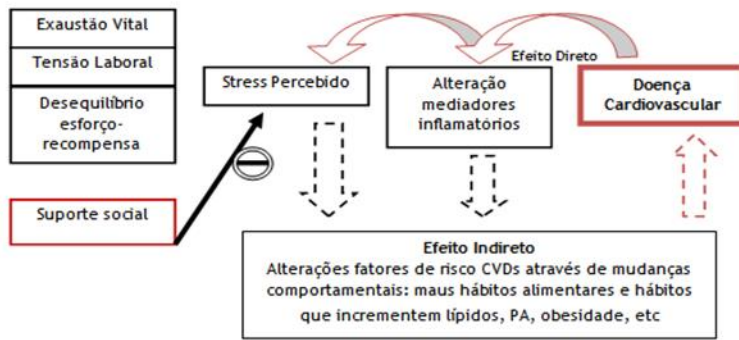 Exaustão Vital
Tensão Laboral
Desequilíbrio
esforço-
recompensa
Suporte social
Stress Percebido
Alteração
mediadores
inflamatórios
Efeito Direto
Doença
Cardiovascular
Efeito Indireto
Alterações fatores de risco CVDs através de mudanças
comportamentais: maus hábitos alimentares e hábitos
que incrementem lípidos, PA, obesidade, etc